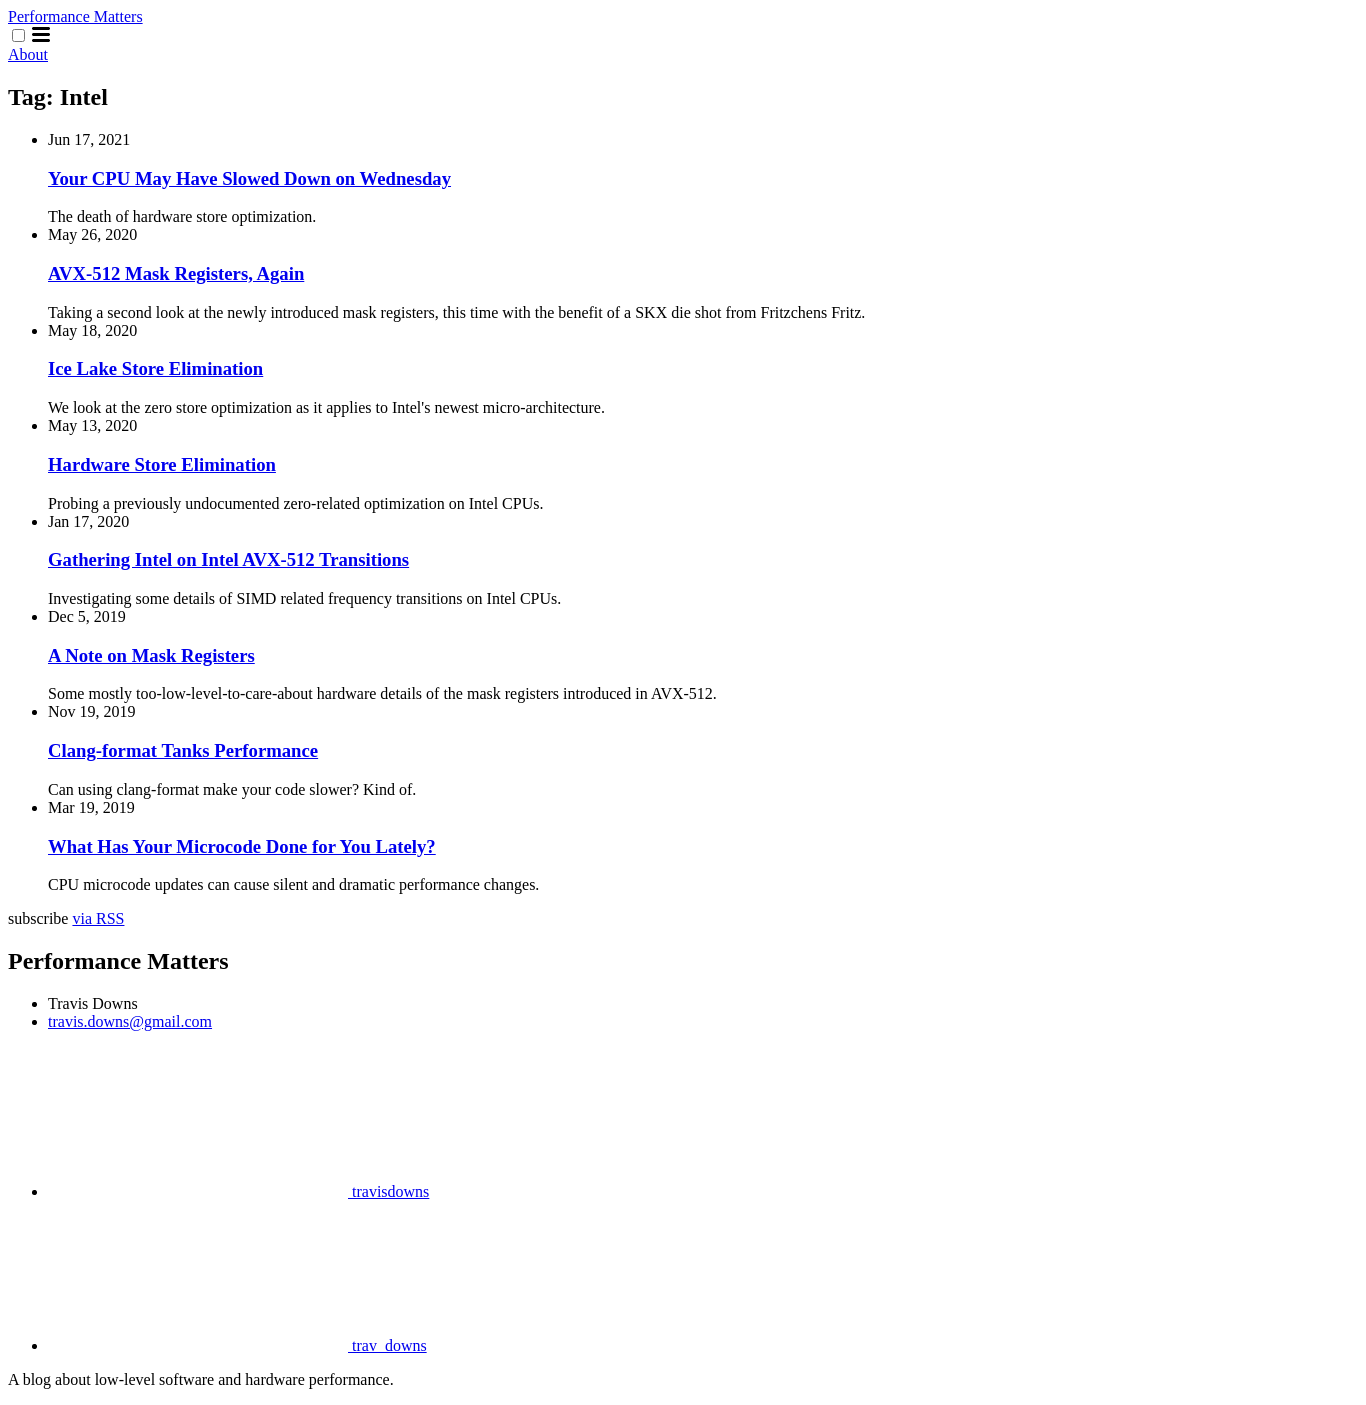 Performance Matters
About
Tag: Intel
Jun 17, 2021
Your CPU May Have Slowed Down on Wednesday
The death of hardware store optimization.
May 26, 2020
AVX-512 Mask Registers, Again
Taking a second look at the newly introduced mask registers, this time with the benefit of a SKX die shot from Fritzchens Fritz.
May 18, 2020
Ice Lake Store Elimination
We look at the zero store optimization as it applies to Intel's newest micro-architecture.
May 13, 2020
Hardware Store Elimination
Probing a previously undocumented zero-related optimization on Intel CPUs.
Jan 17, 2020
Gathering Intel on Intel AVX-512 Transitions
Investigating some details of SIMD related frequency transitions on Intel CPUs.
Dec 5, 2019
A Note on Mask Registers
Some mostly too-low-level-to-care-about hardware details of the mask registers introduced in AVX-512.
Nov 19, 2019
Clang-format Tanks Performance
Can using clang-format make your code slower? Kind of.
Mar 19, 2019
What Has Your Microcode Done for You Lately?
CPU microcode updates can cause silent and dramatic performance changes.
subscribe via RSS
Performance Matters
Travis Downs
travis.downs@gmail.com
travisdowns
trav_downs
A blog about low-level software and hardware performance.